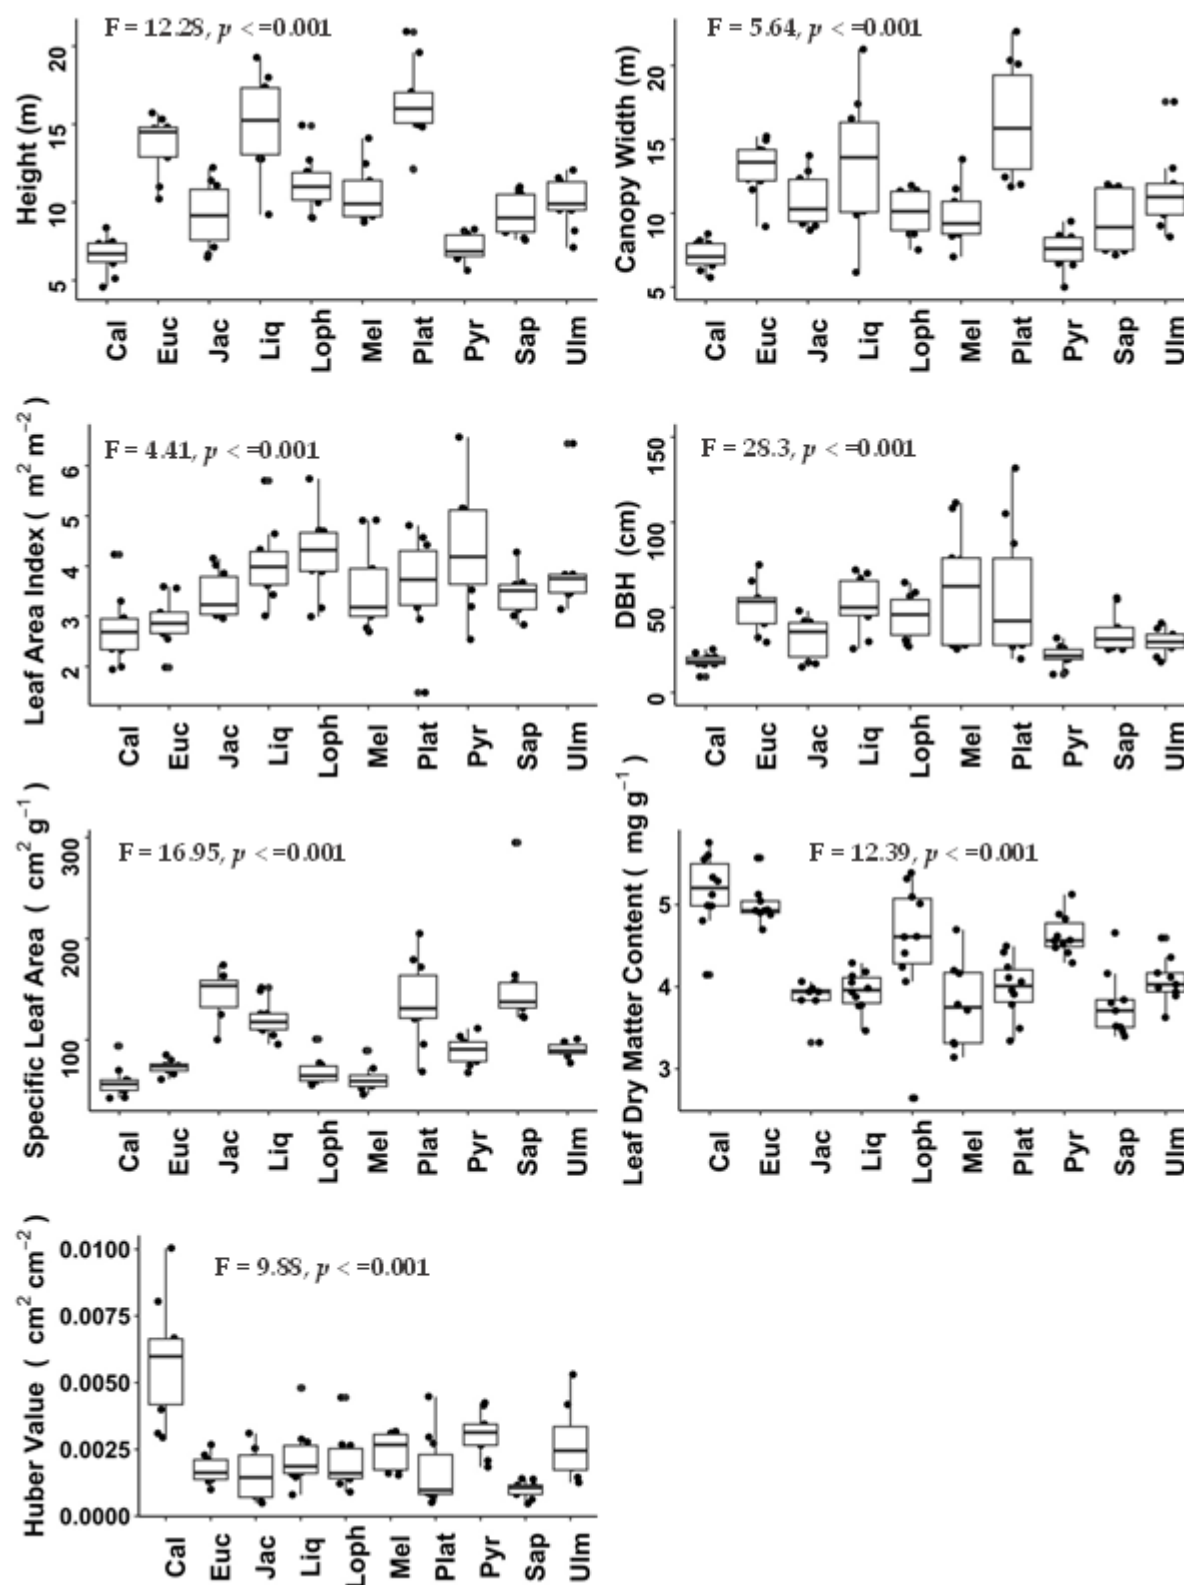 F = 12.28, p <=0.001
Height (m)
20
15
10
5
Cal Euc Jac Liq Loph Mel Plat Pyr Sap Ulm
F = 5.64, p <=0.001
Canopy Width (m)
20
15
10
5
Cal Euc Jac Liq Loph Mel Plat Pyr Sap Ulm
F = 4.41, p <=0.001
Leaf Area Index ( m² m⁻²)
6
5
4
3
2
Cal Euc Jac Liq Loph Mel Plat Pyr Sap Ulm
F = 28.3, p <=0.001
DBH (cm)
150
100
50
0
Cal Euc Jac Liq Loph Mel Plat Pyr Sap Ulm
F = 16.95, p <=0.001
Specific Leaf Area ( cm² g⁻¹)
300
200
100
Cal Euc Jac Liq Loph Mel Plat Pyr Sap Ulm
F = 12.39, p <=0.001
Leaf Dry Matter Content ( mg g⁻¹)
5
4
3
Cal Euc Jac Liq Loph Mel Plat Pyr Sap Ulm
F = 9.88, p <=0.001
Huber Value ( cm² cm⁻²)
0.0100
0.0075
0.0050
0.0025
0.0000
Cal Euc Jac Liq Loph Mel Plat Pyr Sap Ulm